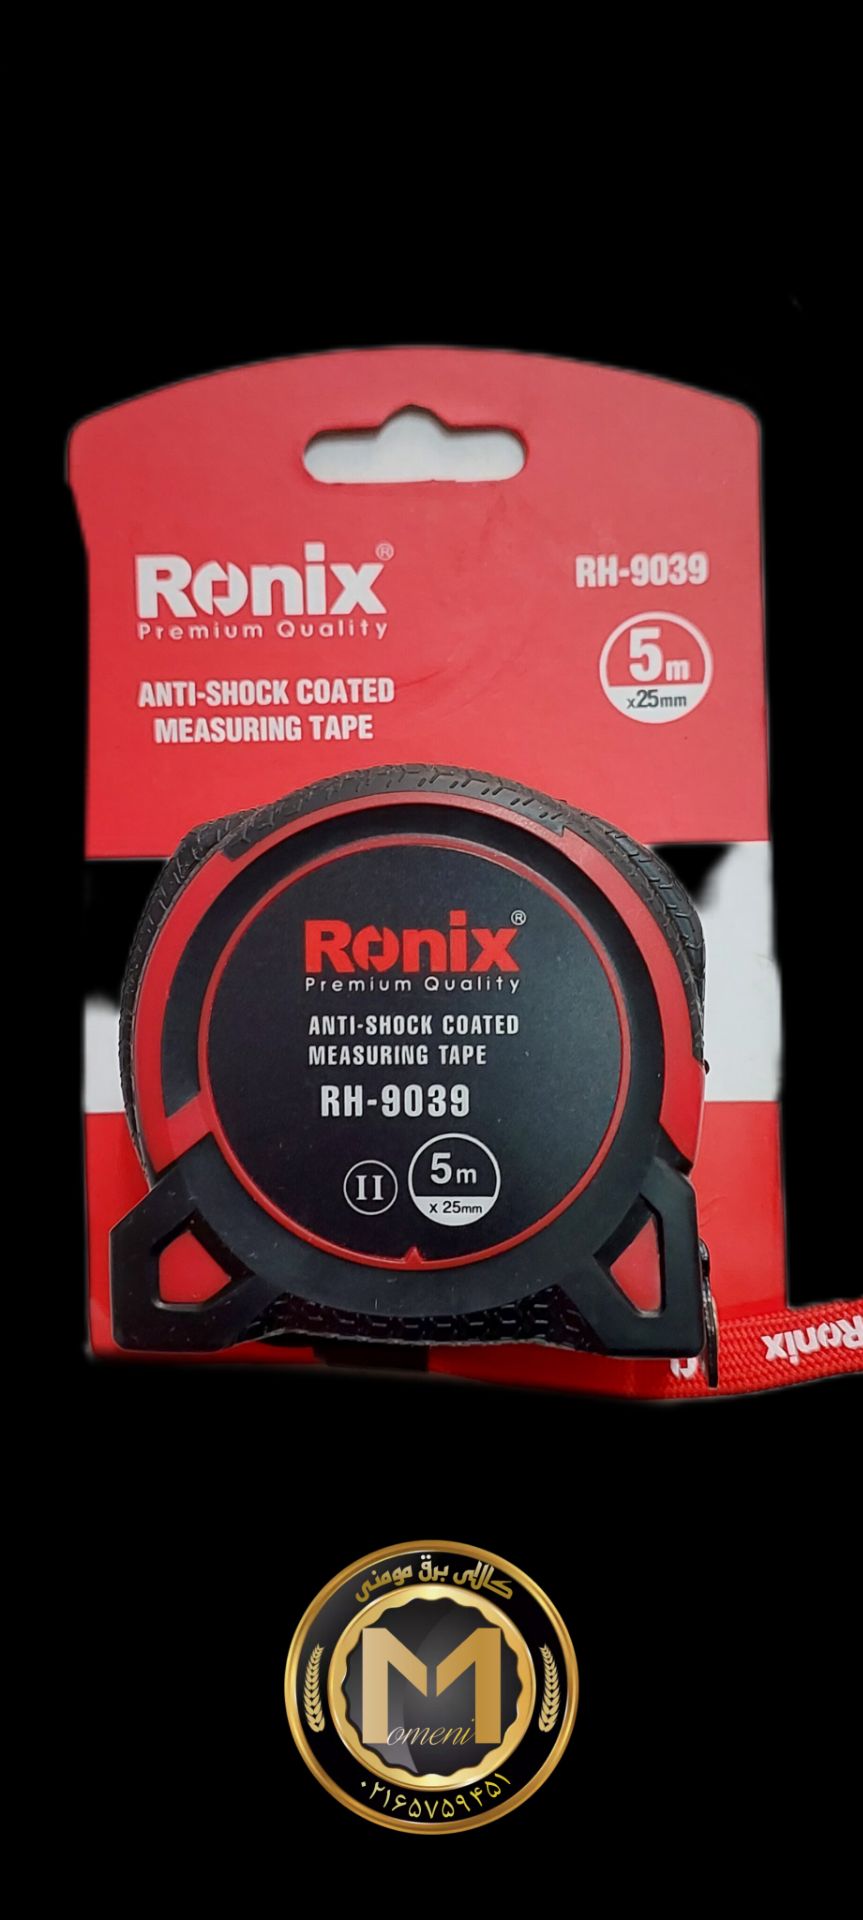 Ronix®
Premium Quality
ANTI-SHOCK COATED
MEASURING TAPE
RH-9039
5m
x25mm
Ronix®
Premium Quality
ANTI-SHOCK COATED
MEASURING TAPE
RH-9039
II
5m
x 25mm
Ronix
کالای برق مومنی
M
omeni
۰۲۱۶۵۷۵۹۴۵۱